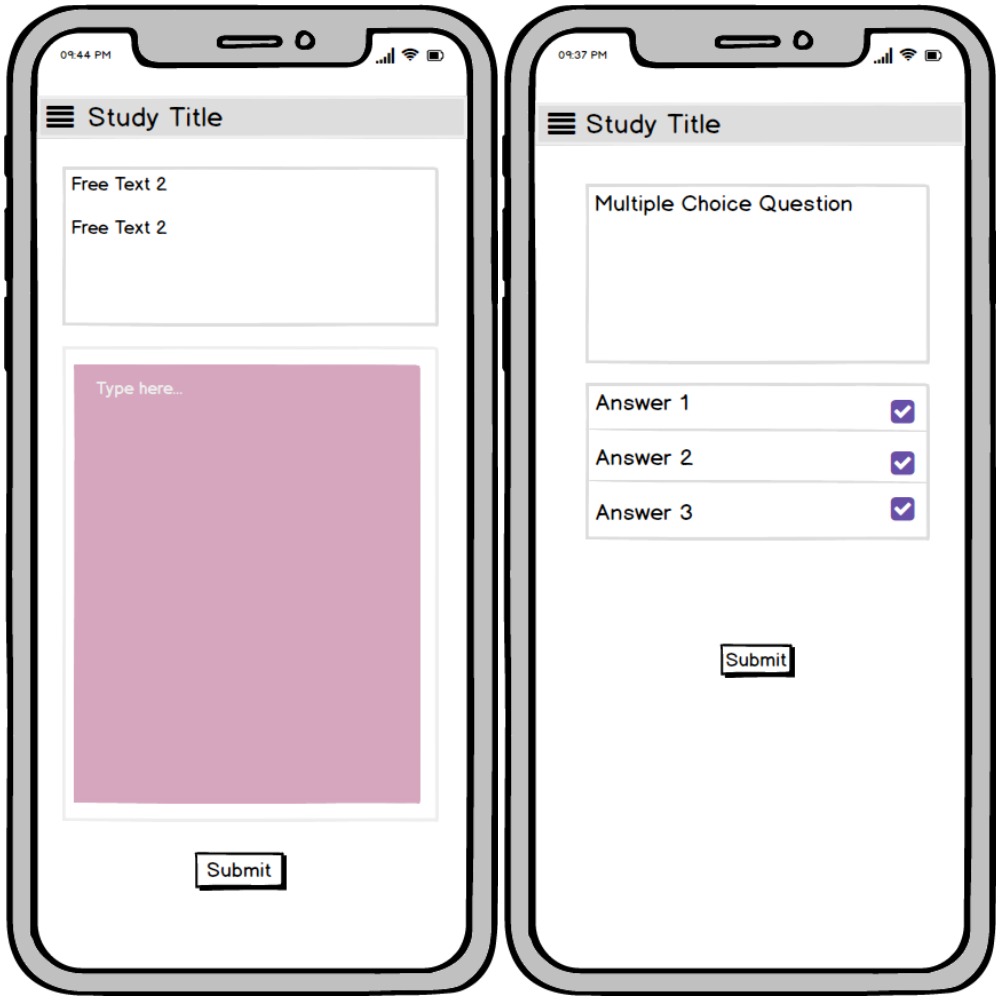 09:44 PM
Study Title
Free Text 2
Free Text 2
Type here...
Submit
09:37 PM
Study Title
Multiple Choice Question
Answer 1
Answer 2
Answer 3
Submit